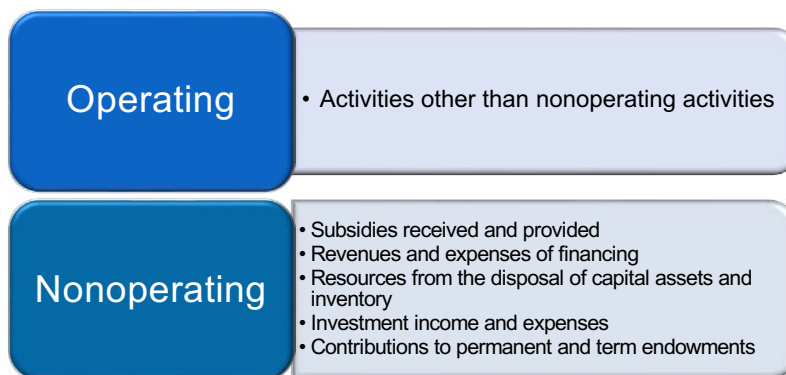 Operating
• Activities other than nonoperating activities
Nonoperating
• Subsidies received and provided
• Revenues and expenses of financing
• Resources from the disposal of capital assets and
inventory
• Investment income and expenses
• Contributions to permanent and term endowments